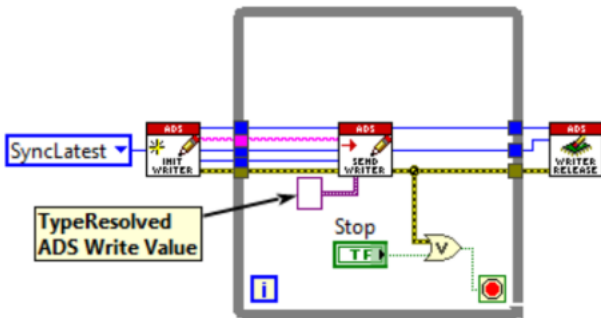 ADS
INIT
WRITER
ADS
SEND
WRITER
ADS
WRITER
RELEASE
SyncLatest
TypeResolved
ADS Write Value
Stop
TF
V
i